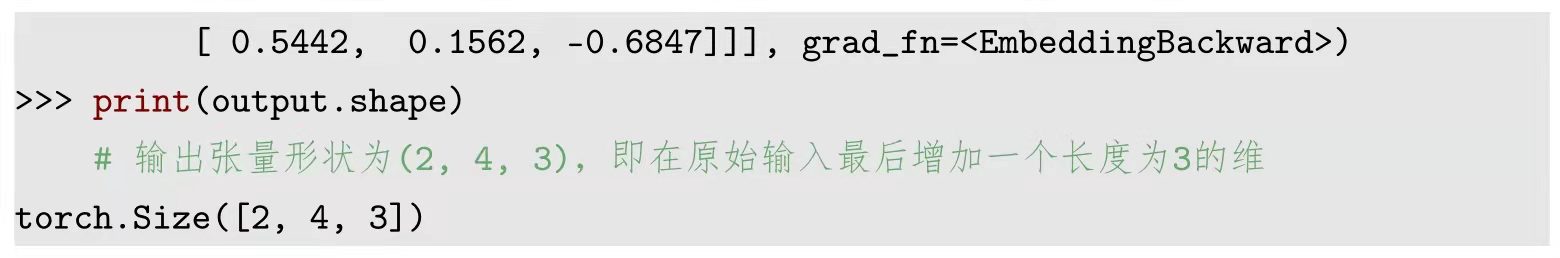 [ 0.5442,  0.1562, -0.6847]]], grad_fn=<EmbeddingBackward>)
>>> print(output.shape)
# 输出张量形状为(2, 4, 3)，即在原始输入最后增加一个长度为3的维
torch.Size([2, 4, 3])